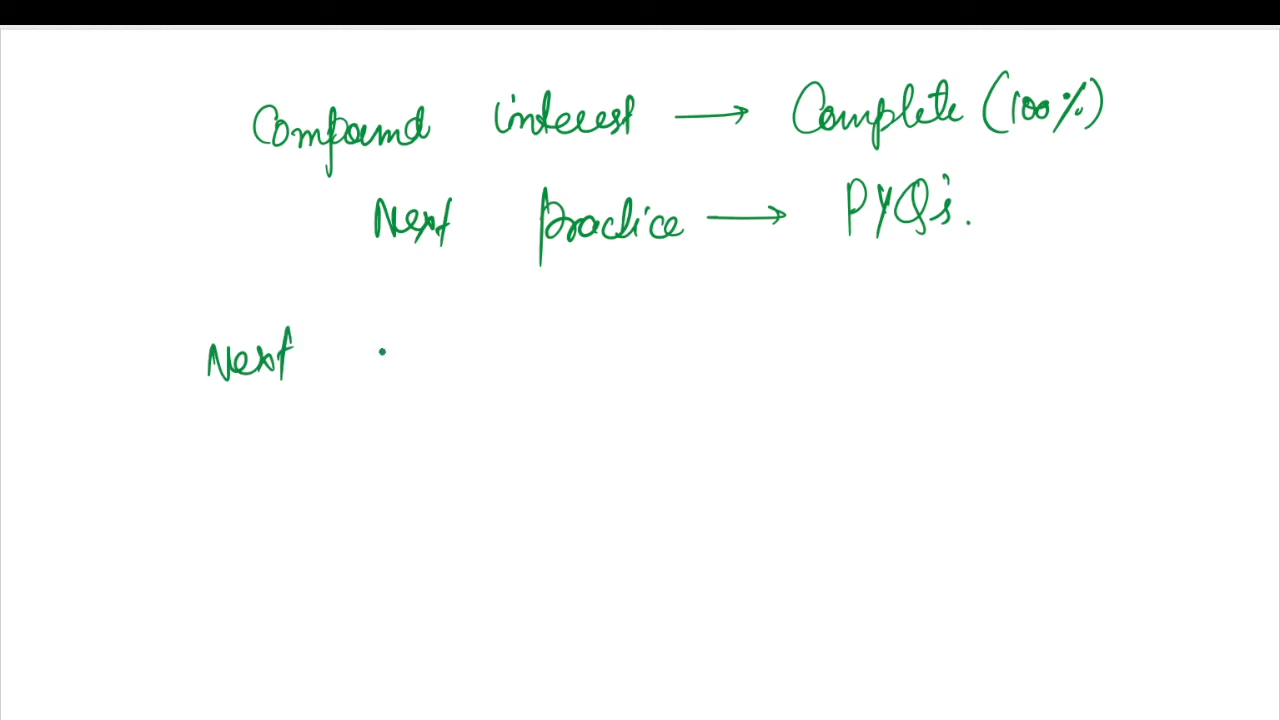 Compound interest → Complete (100%)
Next practice → PYQ's.
Next